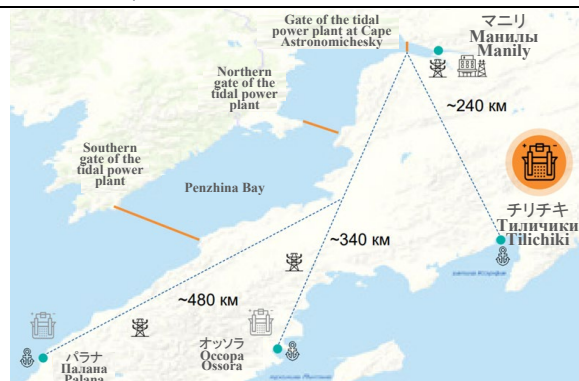 Gate of the tidal
power plant at Cape
Astronomichesky
マニリ
Манилы
Manily
Northern
gate of the
tidal power
plant
~240 км
Southern
gate of the
tidal power
plant
Penzhina Bay
チリチキ
Тиличики
Tilichiki
~340 км
~480 км
パラナ
Палана
Palana
オッソラ
Оссора
Ossora